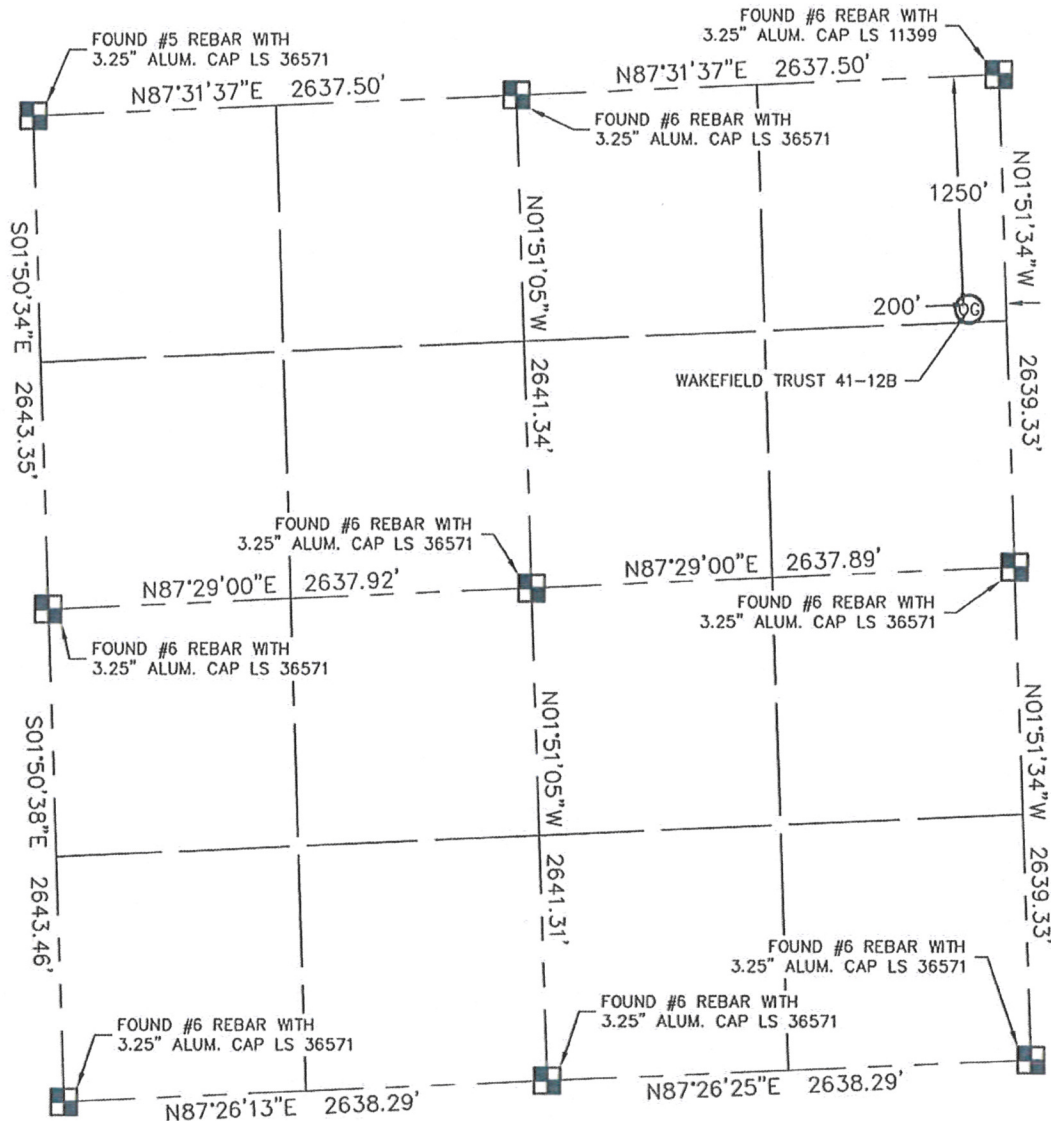 FOUND #5 REBAR WITH
3.25" ALUM. CAP LS 36571
FOUND #6 REBAR WITH
3.25" ALUM. CAP LS 11399
N87°31'37"E 2637.50'
N87°31'37"E 2637.50'
FOUND #6 REBAR WITH
3.25" ALUM. CAP LS 36571
S01°50'34"E 2643.35'
N01°51'05"W 2641.34'
1250'
N01°51'34"W 2639.33'
200'
OG
WAKEFIELD TRUST 41-12B
FOUND #6 REBAR WITH
3.25" ALUM. CAP LS 36571
N87°29'00"E 2637.92'
N87°29'00"E 2637.89'
FOUND #6 REBAR WITH
3.25" ALUM. CAP LS 36571
FOUND #6 REBAR WITH
3.25" ALUM. CAP LS 36571
S01°50'38"E 2643.46'
N01°51'05"W 2641.31'
N01°51'34"W 2639.33'
FOUND #6 REBAR WITH
3.25" ALUM. CAP LS 36571
FOUND #6 REBAR WITH
3.25" ALUM. CAP LS 36571
FOUND #6 REBAR WITH
3.25" ALUM. CAP LS 36571
N87°26'13"E 2638.29'
N87°26'25"E 2638.29'